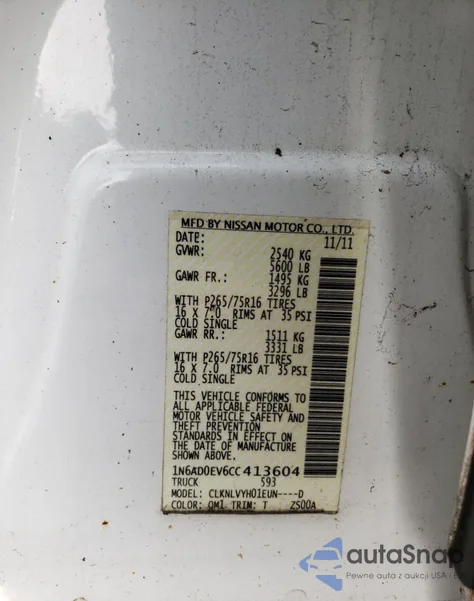 MFD BY NISSAN MOTOR CO., LTD.
DATE: 11/11
GVWR: 2540 KG
5600 LB
GAWR FR.: 1495 KG
3296 LB
WITH P265/75R16 TIRES
16 X 7.0 RIMS AT 35 PSI
COLD SINGLE
GAWR RR.: 1511 KG
3331 LB
WITH P265/75R16 TIRES
16 X 7.0 RIMS AT 35 PSI
COLD SINGLE
THIS VEHICLE CONFORMS TO
ALL APPLICABLE FEDERAL
MOTOR VEHICLE SAFETY AND
THEFT PREVENTION
STANDARDS IN EFFECT ON
THE DATE OF MANUFACTURE
SHOWN ABOVE.
1N6AD0EV6CC413604
TRUCK 593
MODEL: CLKNLVYH01EUN----D
COLOR: QM1 TRIM: T Z500A
autoSnap
Pewne auta z aukcji USA i